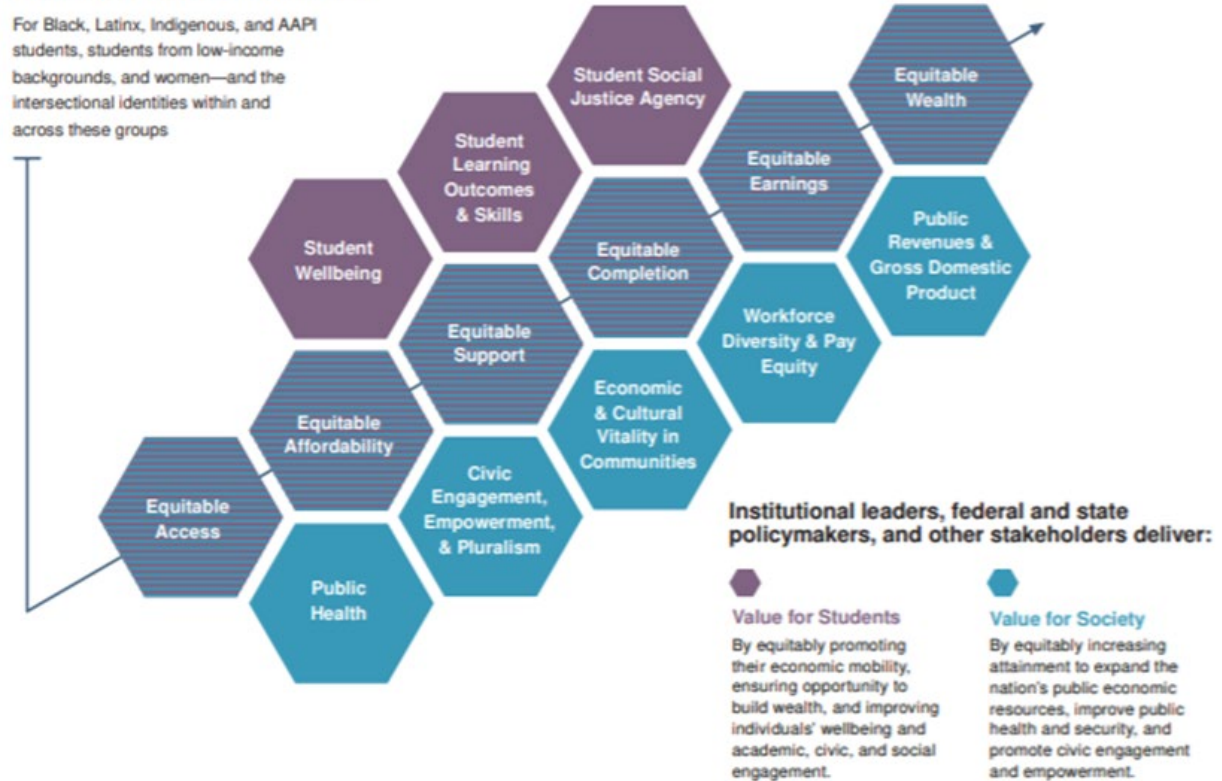 For Black, Latinx, Indigenous, and AAPI
students, students from low-income
backgrounds, and women—and the
intersectional identities within and
across these groups
Student Social
Justice Agency
Equitable
Wealth
Student
Learning
Outcomes
& Skills
Equitable
Earnings
Student
Wellbeing
Equitable
Completion
Public
Revenues &
Gross Domestic
Product
Equitable
Support
Workforce
Diversity & Pay
Equity
Equitable
Affordability
Economic
& Cultural
Vitality in
Communities
Equitable
Access
Civic
Engagement,
Empowerment,
& Pluralism
Public
Health
Institutional leaders, federal and state
policymakers, and other stakeholders deliver:
Value for Students
By equitably promoting
their economic mobility,
ensuring opportunity to
build wealth, and improving
individuals' wellbeing and
academic, civic, and social
engagement.
Value for Society
By equitably increasing
attainment to expand the
nation's public economic
resources, improve public
health and security, and
promote civic engagement
and empowerment.